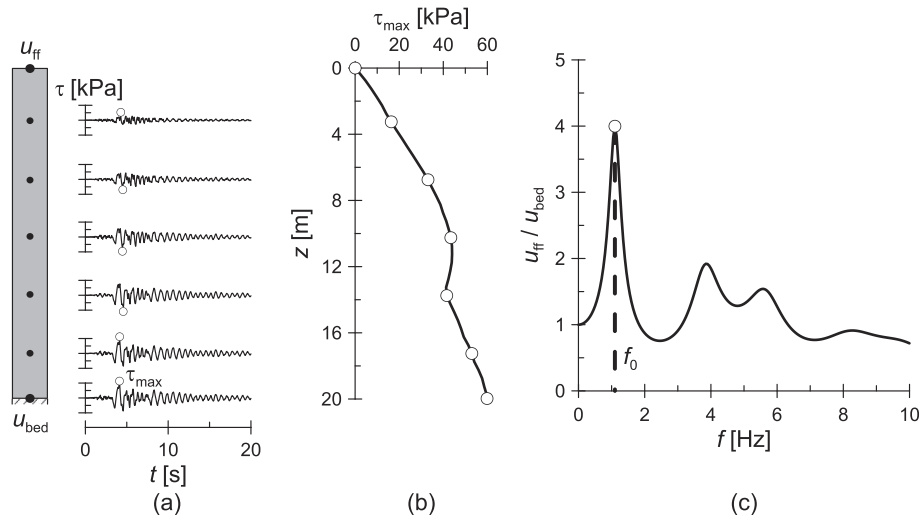 u_ff
τ [kPa]
τ_max
u_bed
0 10 20
t [s]
(a)
τ_max [kPa]
0 20 40 60
0
4
8
12
16
20
z [m]
(b)
5
4
3
2
1
0
u_ff / u_bed
f_0
0 2 4 6 8 10
f [Hz]
(c)